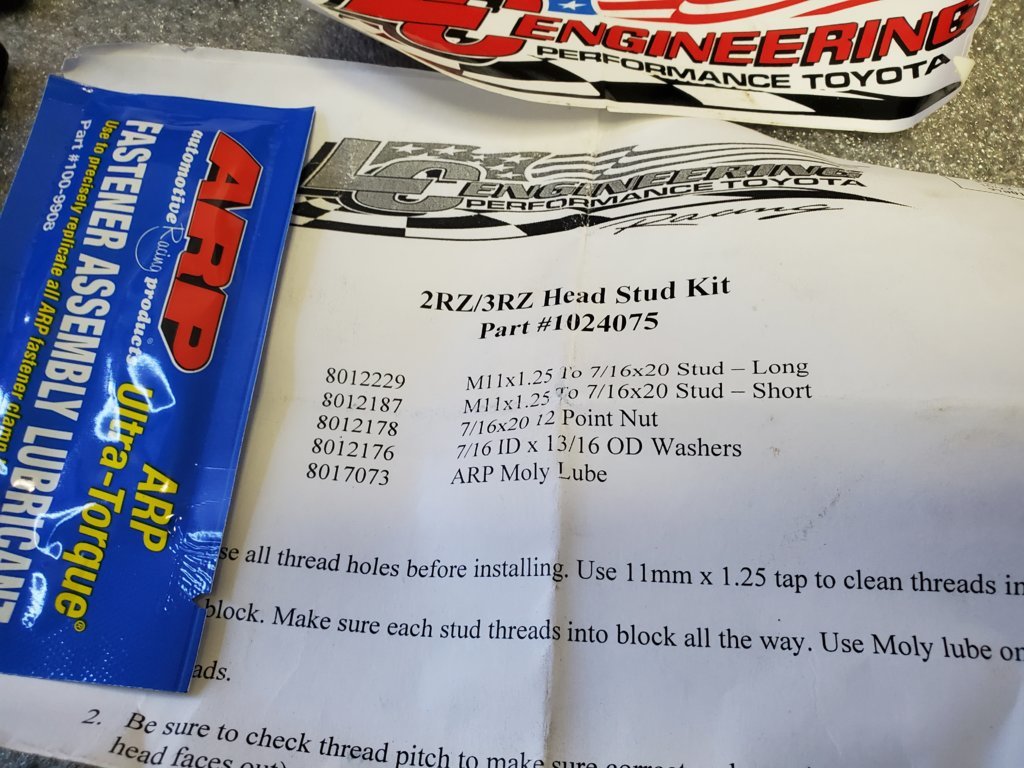 ENGINEERING
PERFORMANCE TOYOTA
LC ENGINEERING
PERFORMANCE TOYOTA
Racing
2RZ/3RZ Head Stud Kit
Part #1024075
8012229 M11x1.25 To 7/16x20 Stud – Long
8012187 M11x1.25 To 7/16x20 Stud – Short
8012178 7/16x20 12 Point Nut
8012176 7/16 ID x 13/16 OD Washers
8017073 ARP Moly Lube
se all thread holes before installing. Use 11mm x 1.25 tap to clean threads in
block. Make sure each stud threads into block all the way. Use Moly lube on
ads.
2. Be sure to check thread pitch to make sure
head faces out)
ARP
automotive Racing products
ARP
Ultra-Torque®
FASTENER ASSEMBLY LUBRICANT
Use to precisely replicate all ARP fastener clamp
Part #100-9908